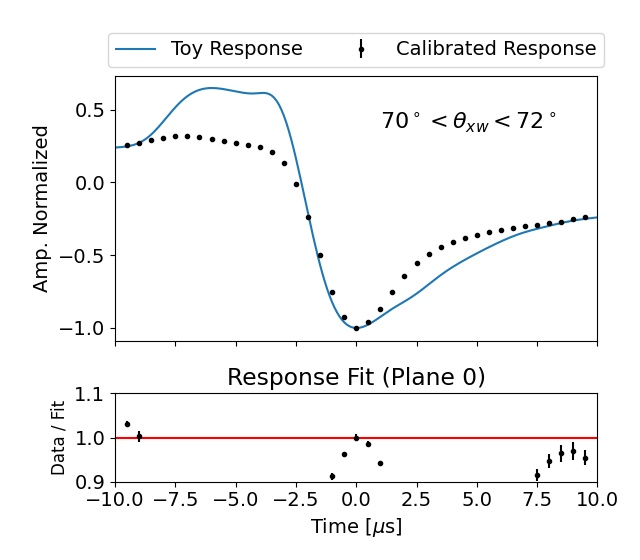 Toy Response Calibrated Response
70° < θxw < 72°
Amp. Normalized
0.5
0.0
−0.5
−1.0
Response Fit (Plane 0)
Data / Fit
1.1
1.0
0.9
−10.0 −7.5 −5.0 −2.5 0.0 2.5 5.0 7.5 10.0
Time [μs]